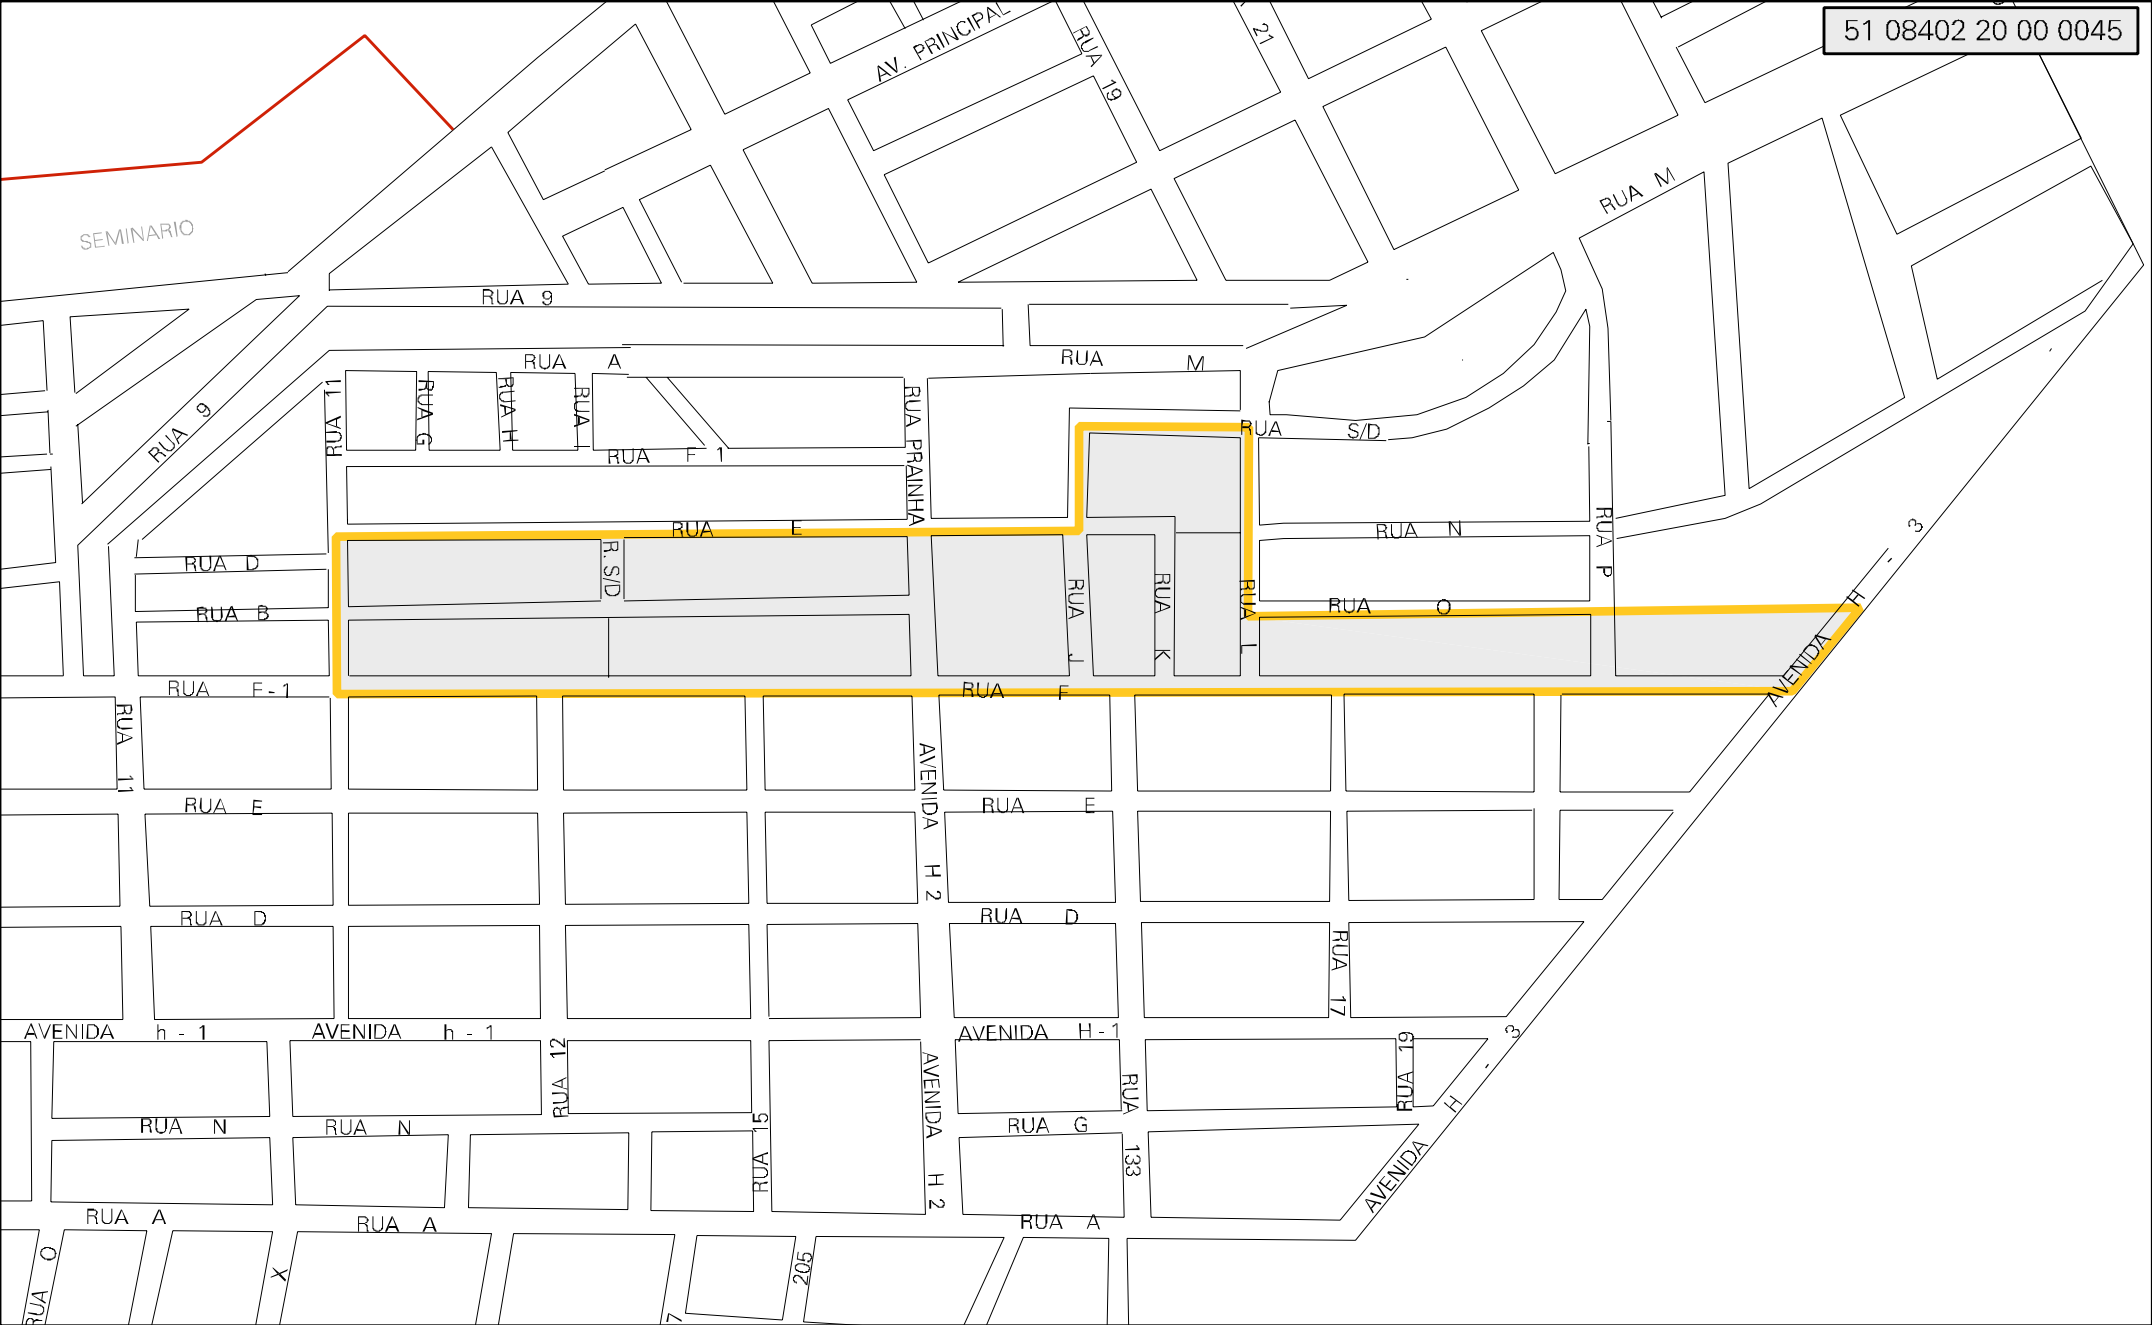 51 08402 20 00 0045
AV. PRINCIPAL
RUA 19
21
RUA M
SEMINARIO
RUA 9
RUA A
RUA M
RUA 11
RUA G
RUA H
RUA I
RUA PRAINHA
RUA 9
RUA F 1
RUA S/D
RUA E
RUA N
RUA P
H - 3
RUA D
R. S/D
RUA J
RUA K
RUA L
RUA B
RUA O
AVENIDA
RUA F-1
RUA F
RUA 11
AVENIDA H 2
RUA E
RUA E
RUA D
RUA D
RUA 17
AVENIDA h - 1
AVENIDA h - 1
AVENIDA H - 1
RUA 12
RUA 19
AVENIDA H - 3
AVENIDA H 2
RUA 133
RUA 15
RUA N
RUA N
RUA G
RUA A
RUA A
RUA A
RUA O
X
205
7